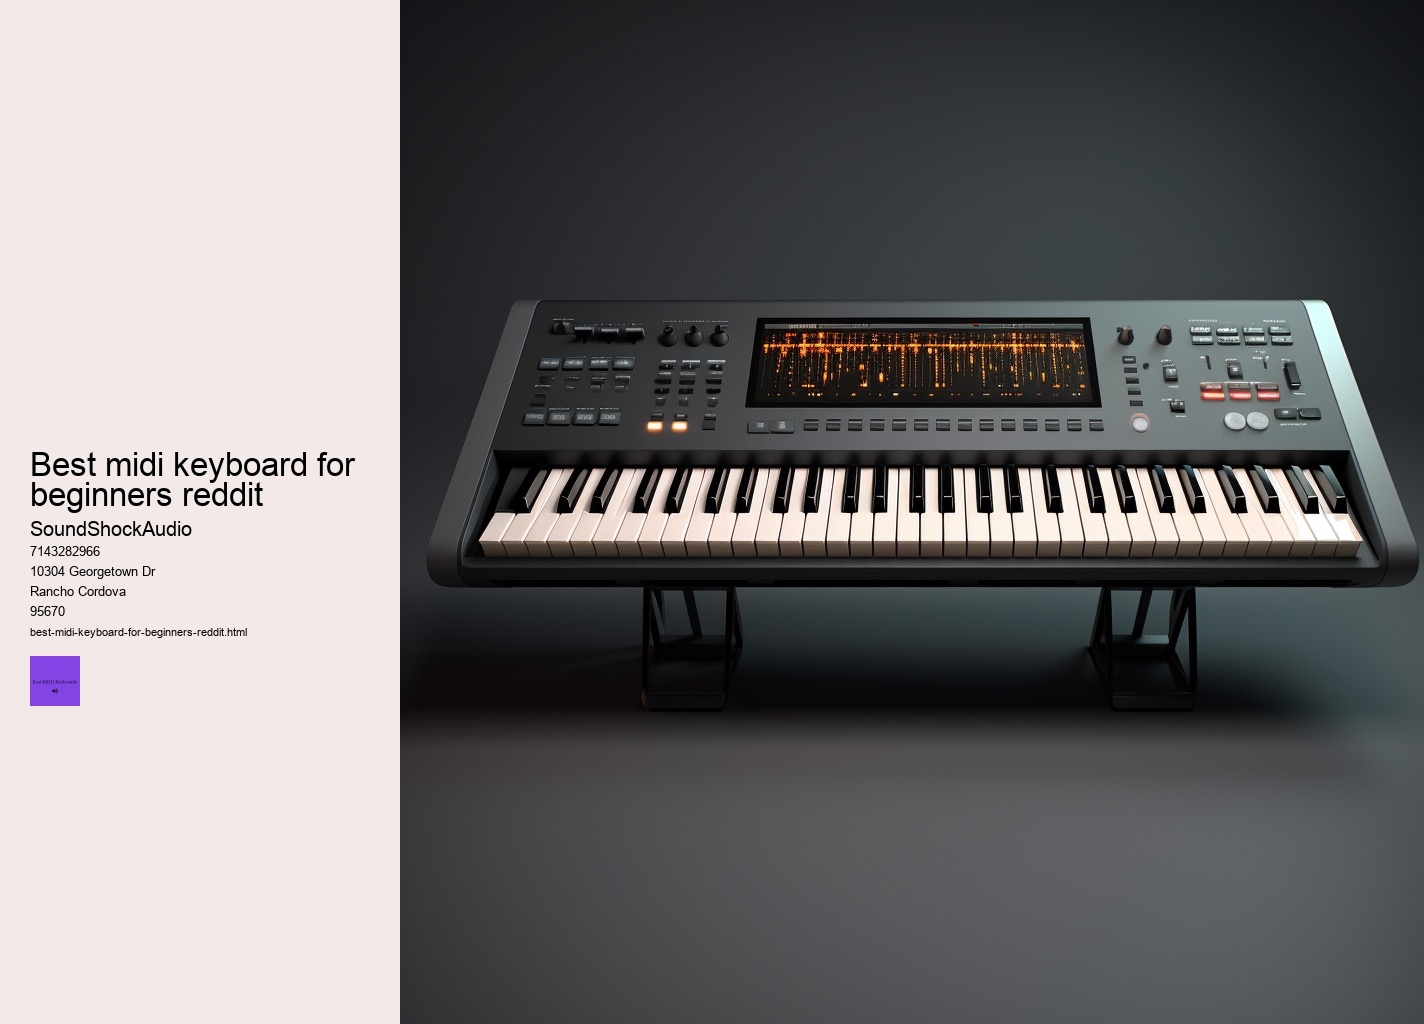 Best midi keyboard for
beginners reddit
SoundShockAudio
7143282966
10304 Georgetown Dr
Rancho Cordova
95670
best-midi-keyboard-for-beginners-reddit.html
Best MIDI Keyboards